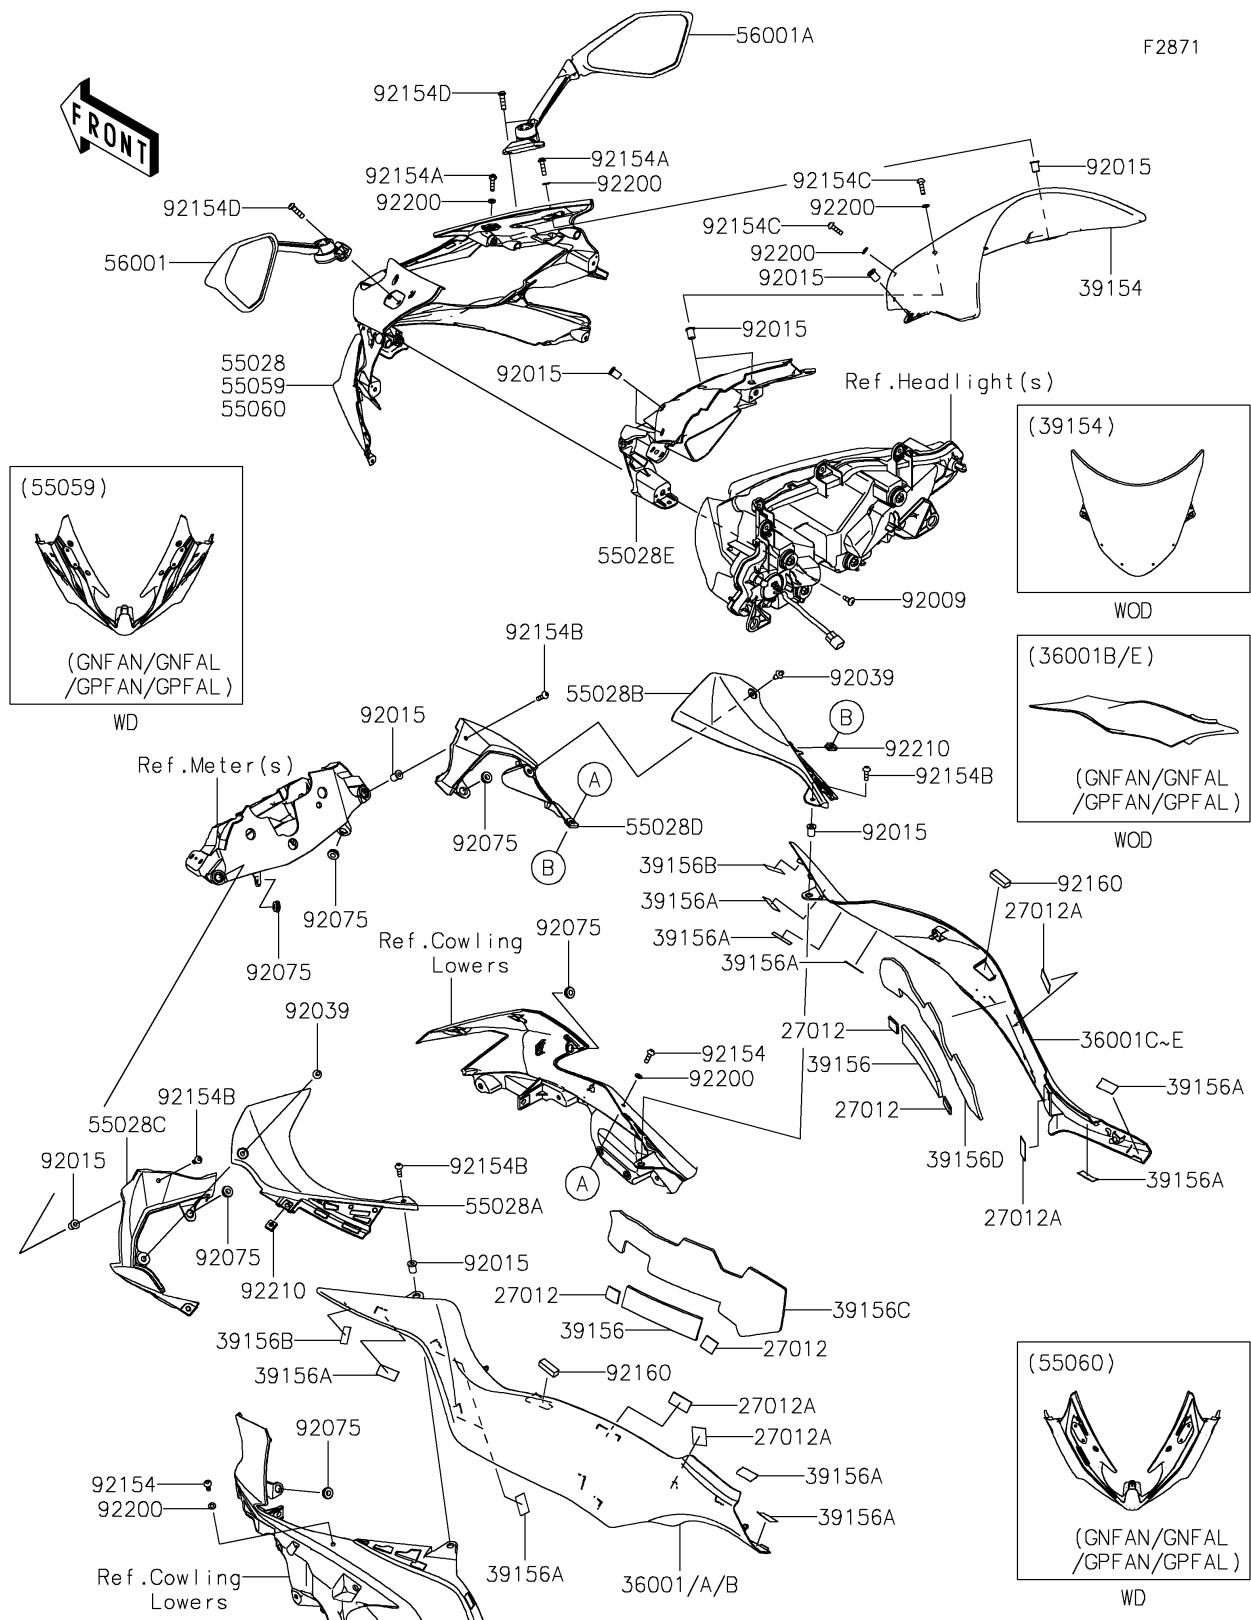 56001A
F2871
FRONT
92154D
92154A
92015
92154A
92200
92154C
92200
92200
92154D
92154C
92200
56001
92015
39154
92015
55028
55059
55060
92015
Ref.Headlight(s)
(39154)
(55059)
55028E
92009
WOD
92154B
(36001B/E)
(GNFAN/GNFAL
/GPFAN/GPFAL)
92039
55028B
WD
92015
B
92210
Ref.Meter(s)
A
92154B
(GNFAN/GNFAL
/GPFAN/GPFAL)
55028D
92015
92075
WOD
B
39156B
92160
39156A
27012A
92075
92075
39156A
Ref.Cowling
Lowers
39156A
92075
92039
27012
36001C~E
92154
39156
92200
39156A
92154B
27012
55028C
39156D
92015
92154B
A
39156A
55028A
27012A
92075
92015
92210
27012
39156C
39156
39156B
27012
39156A
92160
(55060)
27012A
92075
27012A
92154
39156A
92200
39156A
(GNFAN/GNFAL
/GPFAN/GPFAL)
39156A
Ref.Cowling
Lowers
36001/A/B
WD